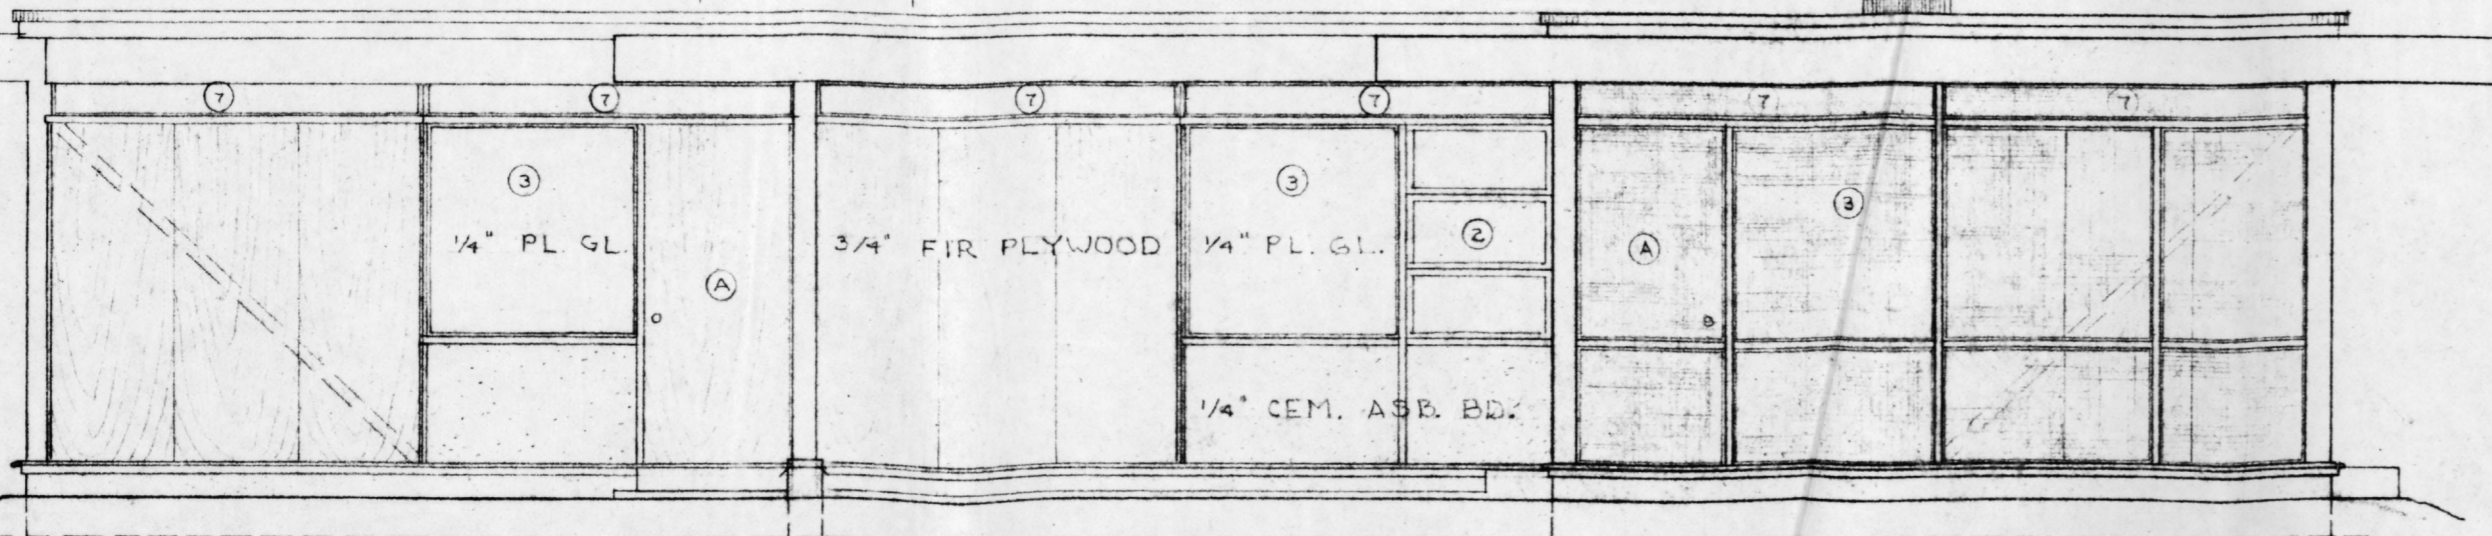 7 7 7 7 7 7
3 3 3
1/4" PL. GL. 3/4" FIR PLYWOOD 1/4" PL. GL. 2 A
A
1/4" CEM. ASB. BD.